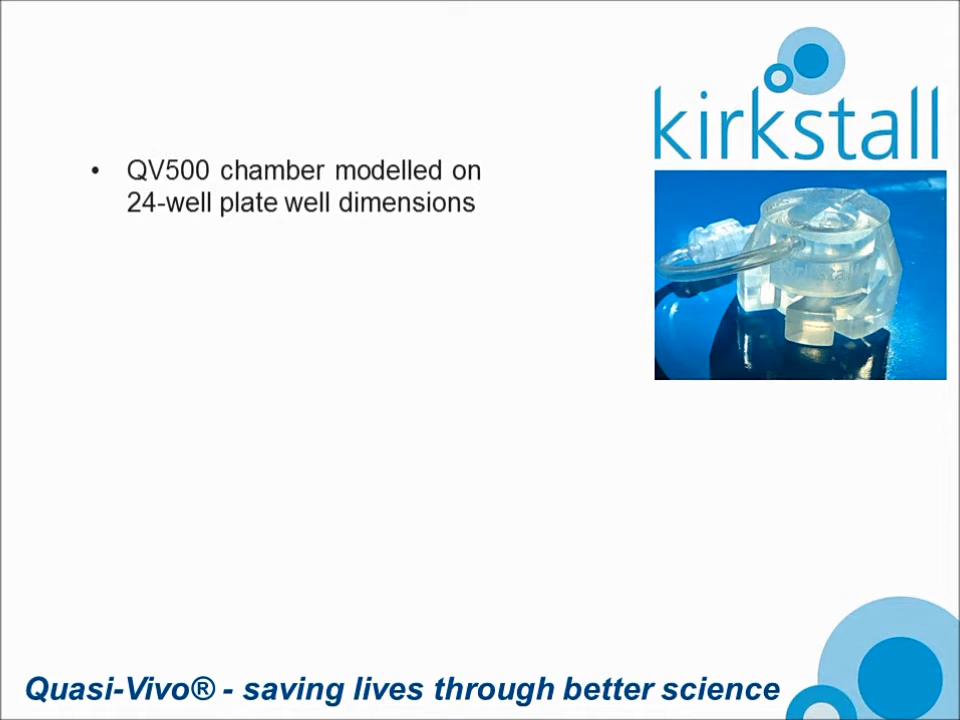 kirkstall
• QV500 chamber modelled on
24-well plate well dimensions
Kirkstall
Quasi-Vivo® - saving lives through better science